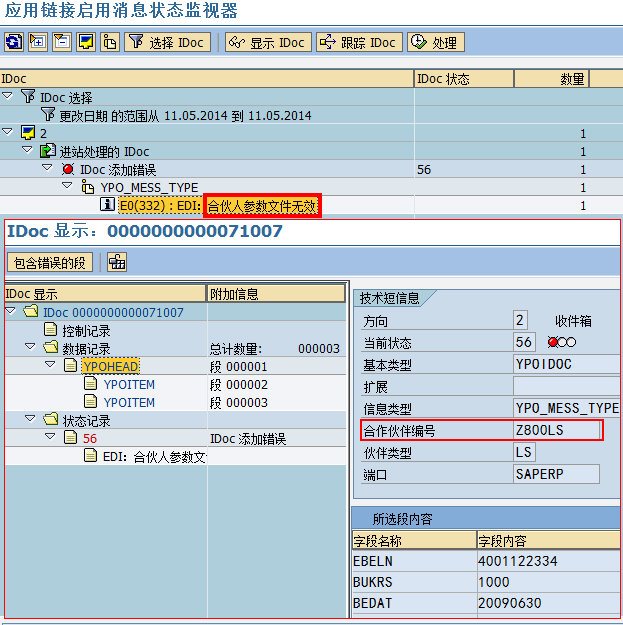 应用链接启用消息状态监视器
选择 IDoc 显示 IDoc 跟踪 IDoc 处理
IDoc IDoc 状态 数量
IDoc 选择
更改日期 的范围从 11.05.2014 到 11.05.2014
2 1
进站处理的 IDoc 1
IDoc 添加错误 56 1
YPO_MESS_TYPE 1
E0(332) : EDI: 合伙人参数文件无效 1
IDoc 显示: 0000000000071007
包含错误的段
IDoc 显示 附加信息
IDoc 0000000000071007
控制记录
数据记录 总计数量: 000003
YPOHEAD 段 000001
YPOITEM 段 000002
YPOITEM 段 000003
状态记录
56 IDoc 添加错误
EDI: 合伙人参数文
技术短信息
方向 2 收件箱
当前状态 56
基本类型 YPOIDOC
扩展
信息类型 YPO_MESS_TYPE
合作伙伴编号 Z800LS
伙伴类型 LS
端口 SAPERP
所选段内容
字段名称 字段内容
EBELN 4001122334
BUKRS 1000
BEDAT 20090630